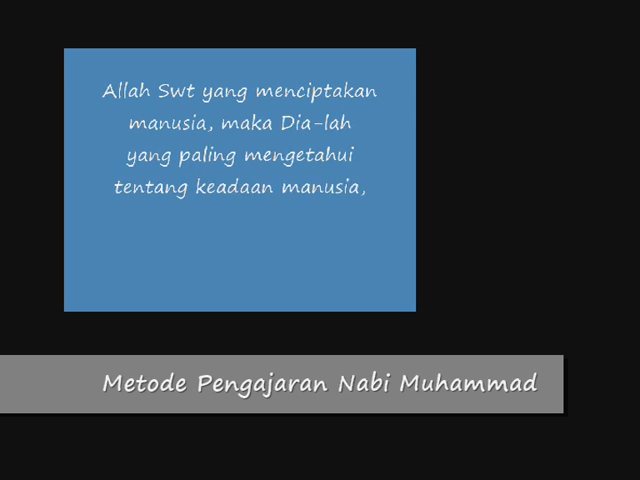 Allah Swt yang menciptakan
manusia, maka Dia-lah
yang paling mengetahui
tentang keadaan manusia,
Metode Pengajaran Nabi Muhammad